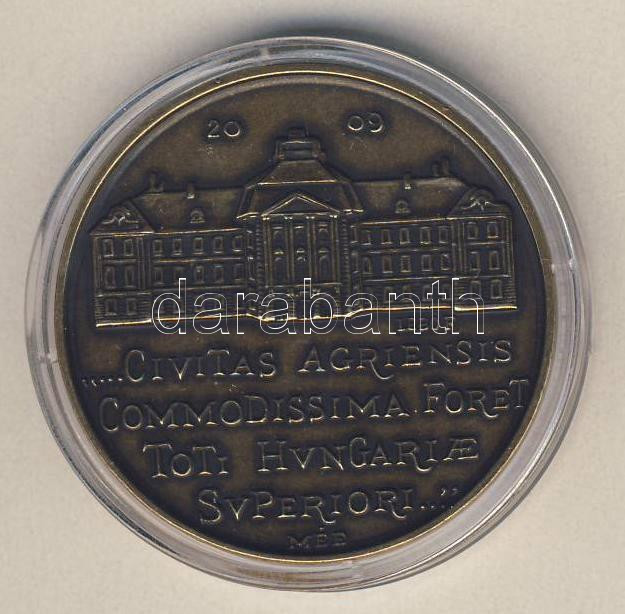 20 09
„....CIVITAS AGRIENSIS
COMMODISSIMA FORET
TOTI HVNGARIÆ
SVPERIORI...”
MÉE
darabanth